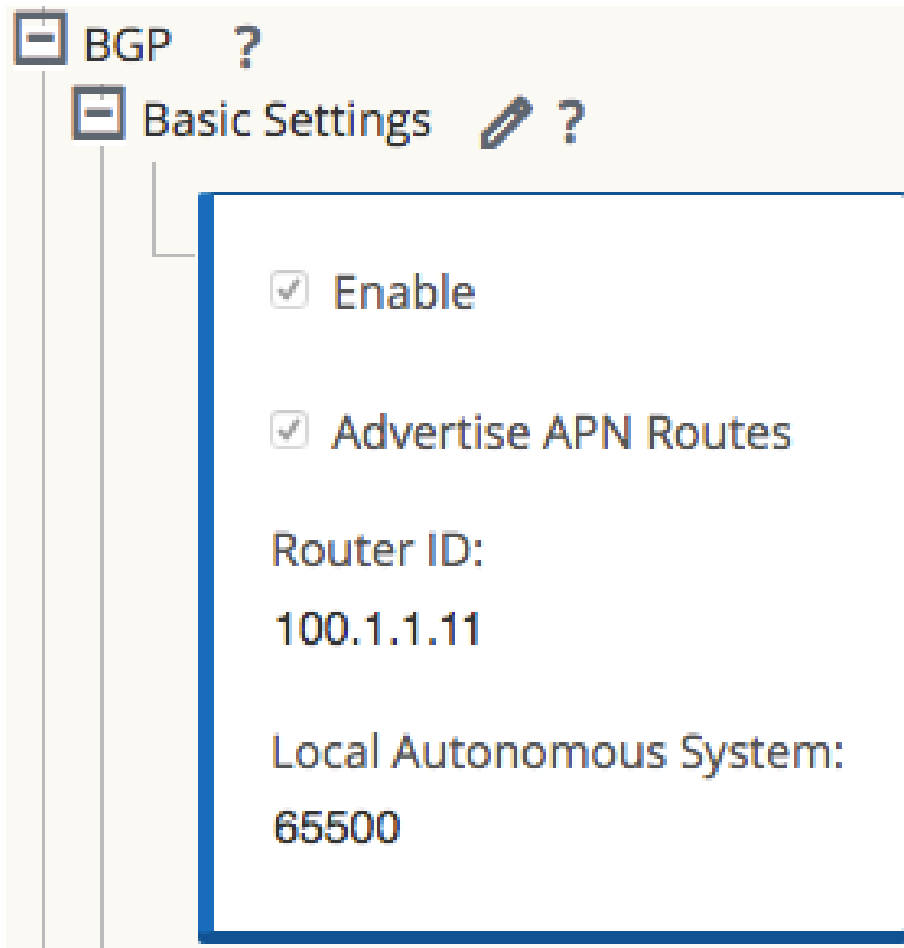 BGP ?
Basic Settings ?
Enable
Advertise APN Routes
Router ID:
100.1.1.11
Local Autonomous System:
65500